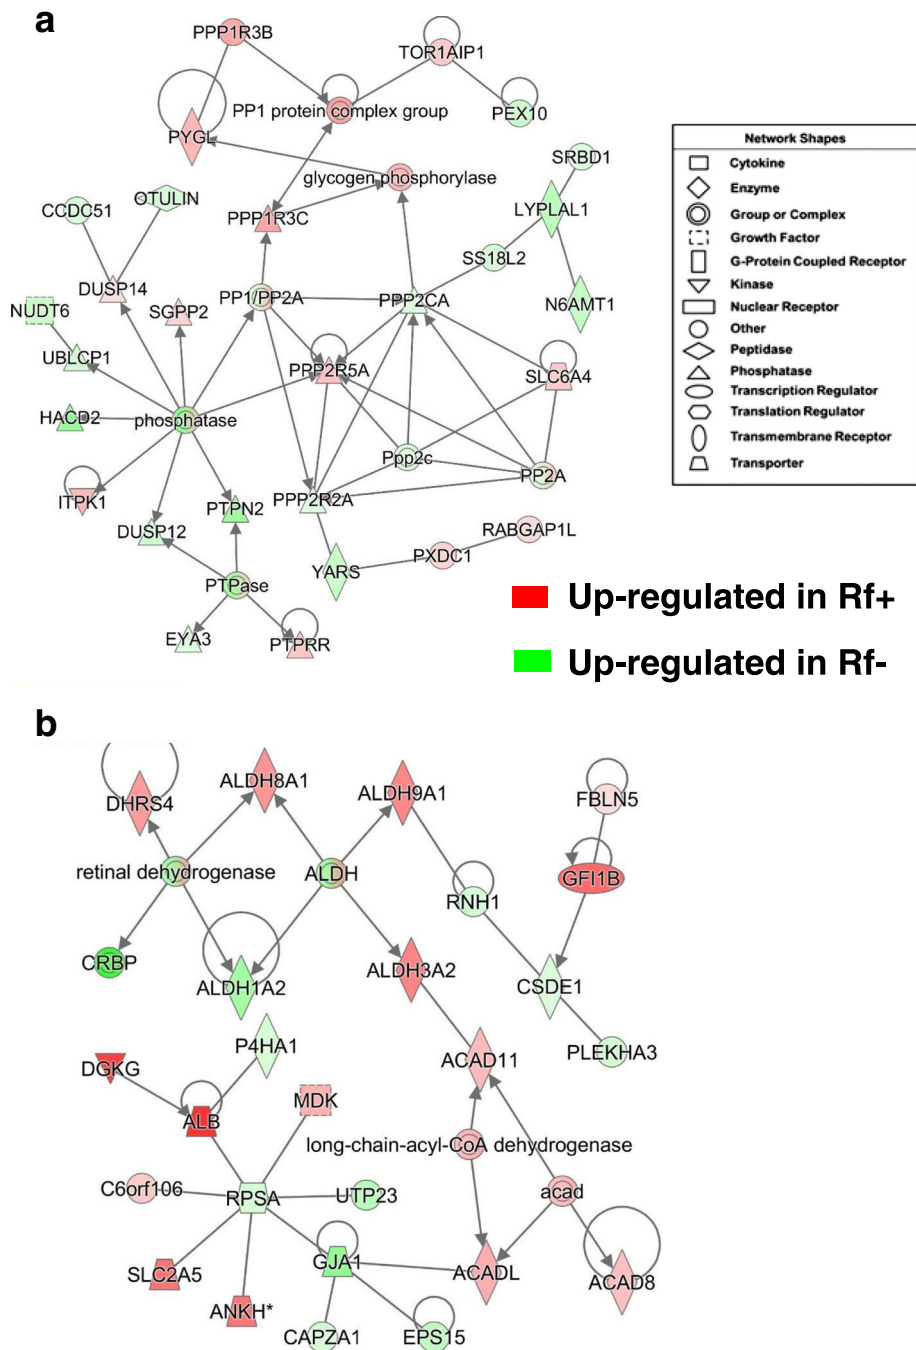 a
PPP1R3B
TOR1AIP1
PP1 protein complex group
PEX10
PYGL
SRBD1
glycogen phosphorylase
OTULIN
CCDC51
LYPLAL1
PPP1R3C
SS18L2
DUSP14
PP1/PP2A
PPP2CA
N6AMT1
NUDT6
SGPP2
UBLCP1
PPP2R5A
SLC6A4
HACD2
phosphatase
Ppp2c
PP2A
ITPK1
PTPN2
PPP2R2A
DUSP12
RABGAP1L
PXDC1
YARS
PTPase
EYA3
PTPRR
Network Shapes
Cytokine
Enzyme
Group or Complex
Growth Factor
G-Protein Coupled Receptor
Kinase
Nuclear Receptor
Other
Peptidase
Phosphatase
Transcription Regulator
Translation Regulator
Transmembrane Receptor
Transporter
Up-regulated in Rf+
Up-regulated in Rf-
b
ALDH8A1
DHRS4
ALDH9A1
FBLN5
retinal dehydrogenase
ALDH
GFI1B
RNH1
CRBP
ALDH1A2
ALDH3A2
CSDE1
P4HA1
PLEKHA3
DGKG
ACAD11
MDK
ALB
long-chain-acyl-CoA dehydrogenase
C6orf106
RPSA
UTP23
acad
SLC2A5
GJA1
ACADL
ACAD8
ANKH*
CAPZA1
EPS15